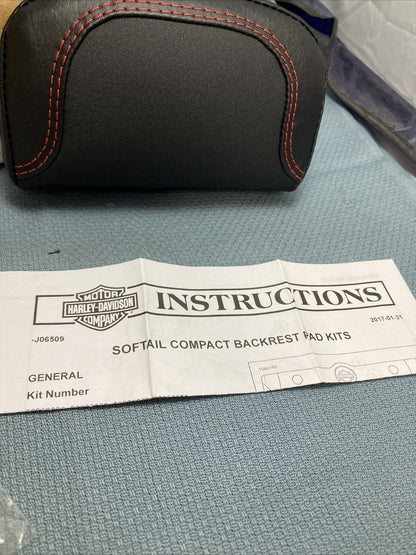 MOTOR
HARLEY-DAVIDSON
COMPANY
INSTRUCTIONS
-J06509
2017-01-31
SOFTAIL COMPACT BACKREST PAD KITS
GENERAL
Kit Number